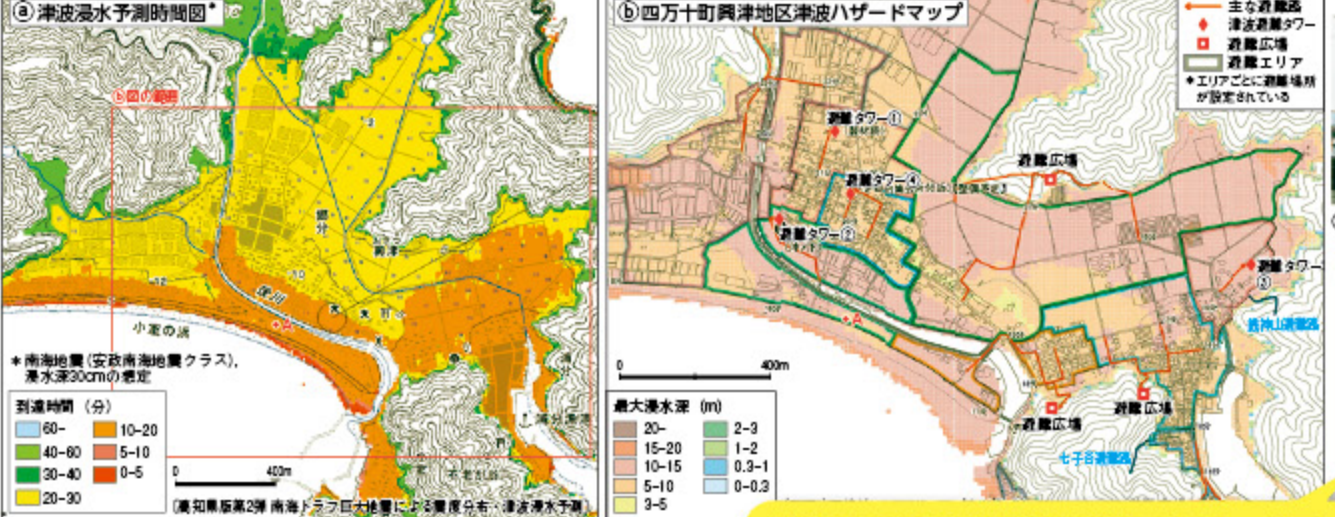 ⓐ津波浸水予測時間図*
ⓑ図の範囲
郷分
小室の浜
+A
*南海地震(安政南海地震クラス),
浸水深30cmの想定
到達時間(分)
60-
40-60
30-40
20-30
10-20
5-10
0-5
0 400m
(高知県版第2弾 南海トラフ巨大地震による震度分布・津波浸水予測)
ⓑ四万十町興津地区津波ハザードマップ
主な避難路
津波避難タワー
避難広場
避難エリア
*エリアごとに避難場所
が設定されている
避難タワー①
避難広場
避難タワー④
避難タワー②
避難タワー
③
+A
0 400m
避難広場
避難広場
七子谷避難路
最大浸水深 (m)
20-
15-20
10-15
5-10
3-5
2-3
1-2
0.3-1
0-0.3